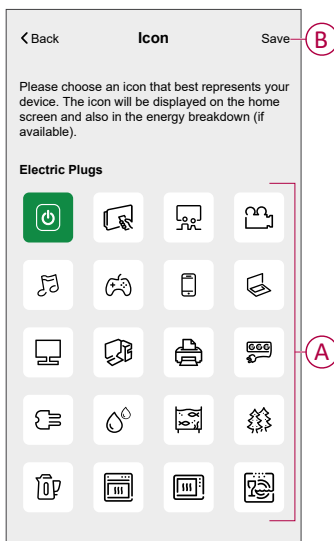 Back Icon Save B
Please choose an icon that best represents your
device. The icon will be displayed on the home
screen and also in the energy breakdown (if
available).
Electric Plugs
A